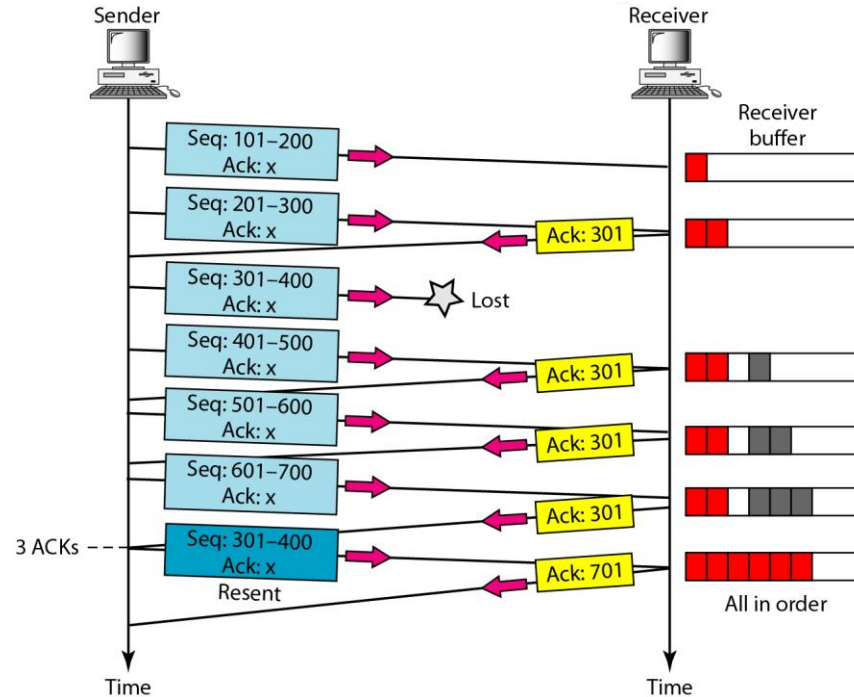 Sender
Receiver
Receiver
buffer
Seq: 101–200
Ack: x
Seq: 201–300
Ack: x
Ack: 301
Seq: 301–400
Ack: x
Lost
Seq: 401–500
Ack: x
Ack: 301
Seq: 501–600
Ack: x
Ack: 301
Seq: 601–700
Ack: x
Ack: 301
3 ACKs
Seq: 301–400
Ack: x
Resent
Ack: 701
All in order
Time
Time